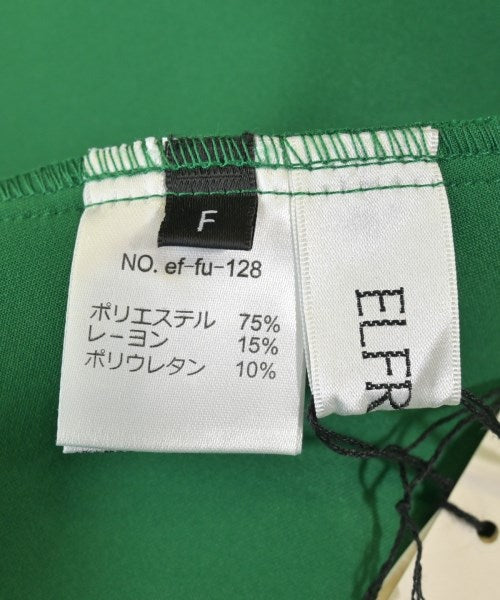 F
NO. ef-fu-128
ポリエステル 75%
レーヨン 15%
ポリウレタン 10%
ELFR